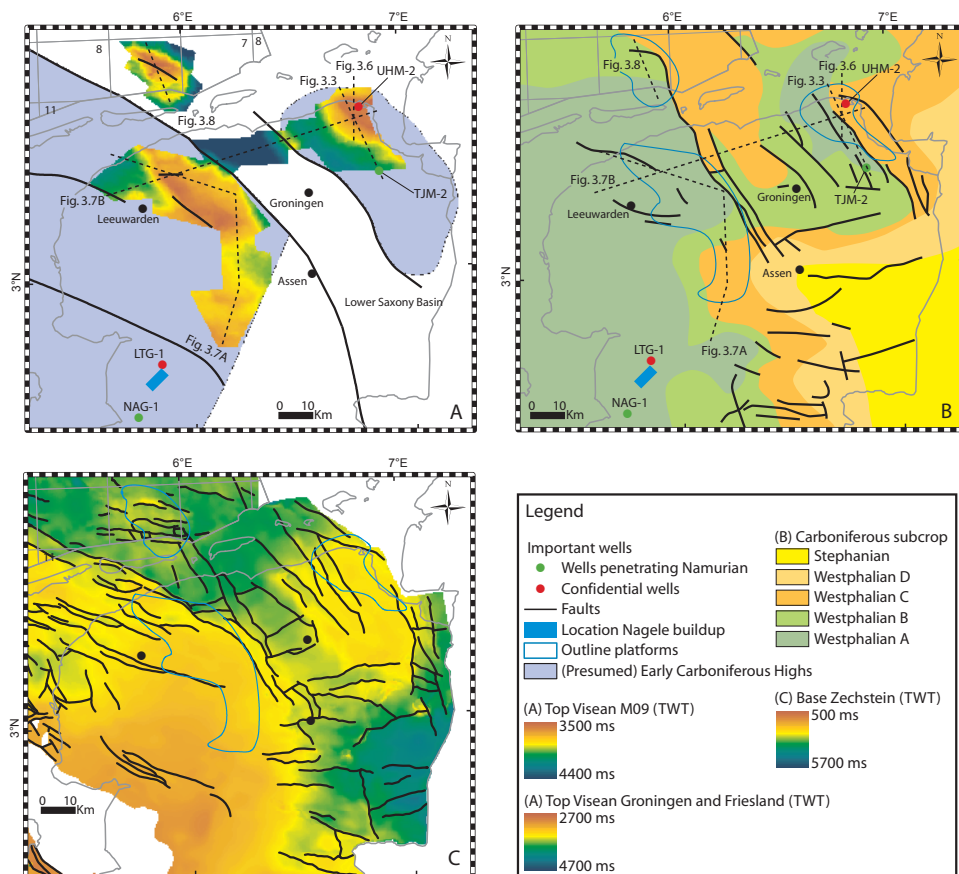 6°E
7°E
N
8
7
8
11
Fig. 3.6
Fig. 3.3
UHM-2
Fig. 3.8
Fig. 3.7B
Leeuwarden
Groningen
TJM-2
Assen
Lower Saxony Basin
3°N
Fig. 3.7A
LTG-1
NAG-1
0 10
Km
A
6°E
7°E
N
Fig. 3.8
Fig. 3.6
Fig. 3.3
UHM-2
Fig. 3.7B
Leeuwarden
Groningen
TJM-2
Assen
3°N
Fig. 3.7A
LTG-1
NAG-1
0 10
Km
B
6°E
7°E
N
11
3°N
0 10
Km
C
Legend
Important wells
Wells penetrating Namurian
Confidential wells
Faults
Location Nagele buildup
Outline platforms
(Presumed) Early Carboniferous Highs
(B) Carboniferous subcrop
Stephanian
Westphalian D
Westphalian C
Westphalian B
Westphalian A
(A) Top Visean M09 (TWT)
3500 ms
4400 ms
(C) Base Zechstein (TWT)
500 ms
5700 ms
(A) Top Visean Groningen and Friesland (TWT)
2700 ms
4700 ms